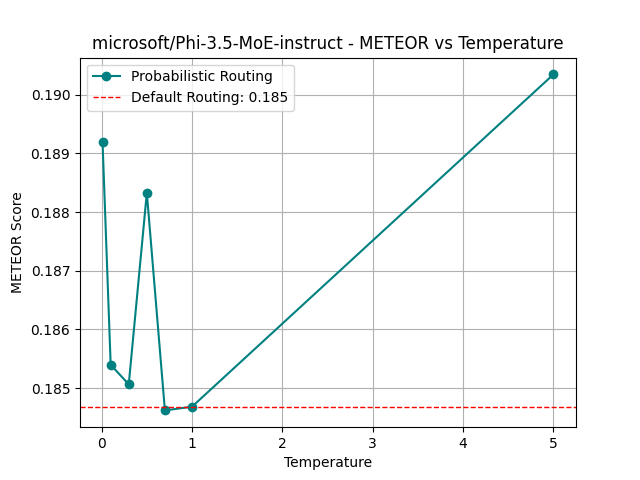 microsoft/Phi-3.5-MoE-instruct - METEOR vs Temperature
Probabilistic Routing
Default Routing: 0.185
METEOR Score
0.190
0.189
0.188
0.187
0.186
0.185
0
1
2
3
4
5
Temperature